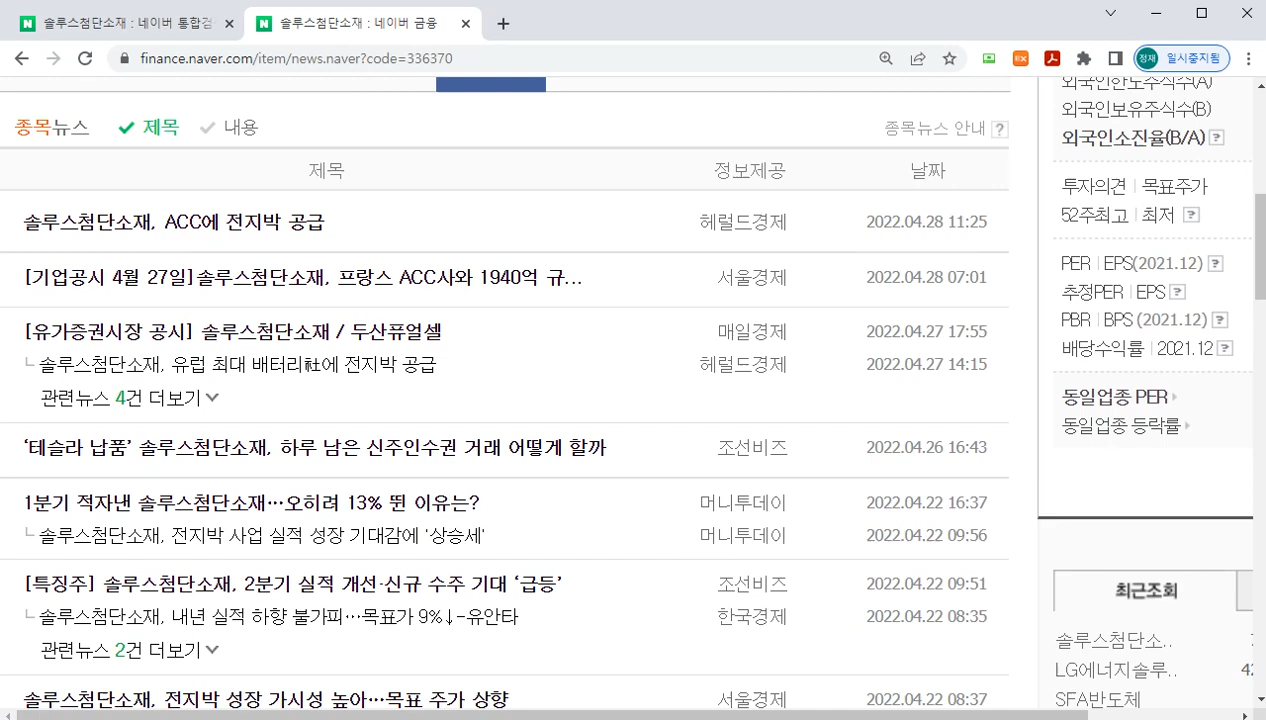 솔루스첨단소재 : 네이버 통합검
솔루스첨단소재 : 네이버 금융
finance.naver.com/item/news.naver?code=336370
EX
정재 일시중지됨
종목뉴스 제목 내용
종목뉴스 안내 ?
제목 정보제공 날짜
솔루스첨단소재, ACC에 전지박 공급 헤럴드경제 2022.04.28 11:25
[기업공시 4월 27일]솔루스첨단소재, 프랑스 ACC사와 1940억 규... 서울경제 2022.04.28 07:01
[유가증권시장 공시] 솔루스첨단소재 / 두산퓨얼셀 매일경제 2022.04.27 17:55
솔루스첨단소재, 유럽 최대 배터리社에 전지박 공급 헤럴드경제 2022.04.27 14:15
관련뉴스 4건 더보기
‘테슬라 납품’ 솔루스첨단소재, 하루 남은 신주인수권 거래 어떻게 할까 조선비즈 2022.04.26 16:43
1분기 적자낸 솔루스첨단소재…오히려 13% 뛴 이유는? 머니투데이 2022.04.22 16:37
솔루스첨단소재, 전지박 사업 실적 성장 기대감에 '상승세' 머니투데이 2022.04.22 09:56
[특징주] 솔루스첨단소재, 2분기 실적 개선·신규 수주 기대 ‘급등’ 조선비즈 2022.04.22 09:51
솔루스첨단소재, 내년 실적 하향 불가피…목표가 9%↓-유안타 한국경제 2022.04.22 08:35
관련뉴스 2건 더보기
솔루스첨단소재, 전지박 성장 가시성 높아…목표 주가 상향 서울경제 2022.04.22 08:37
외국인한도주식수(A)
외국인보유주식수(B)
외국인소진율(B/A) ?
투자의견 | 목표주가
52주최고 | 최저 ?
PER | EPS(2021.12) ?
추정PER | EPS ?
PBR | BPS (2021.12) ?
배당수익률 | 2021.12 ?
동일업종 PER
동일업종 등락률
최근조회
솔루스첨단소..
LG에너지솔루.. 42
SFA반도체